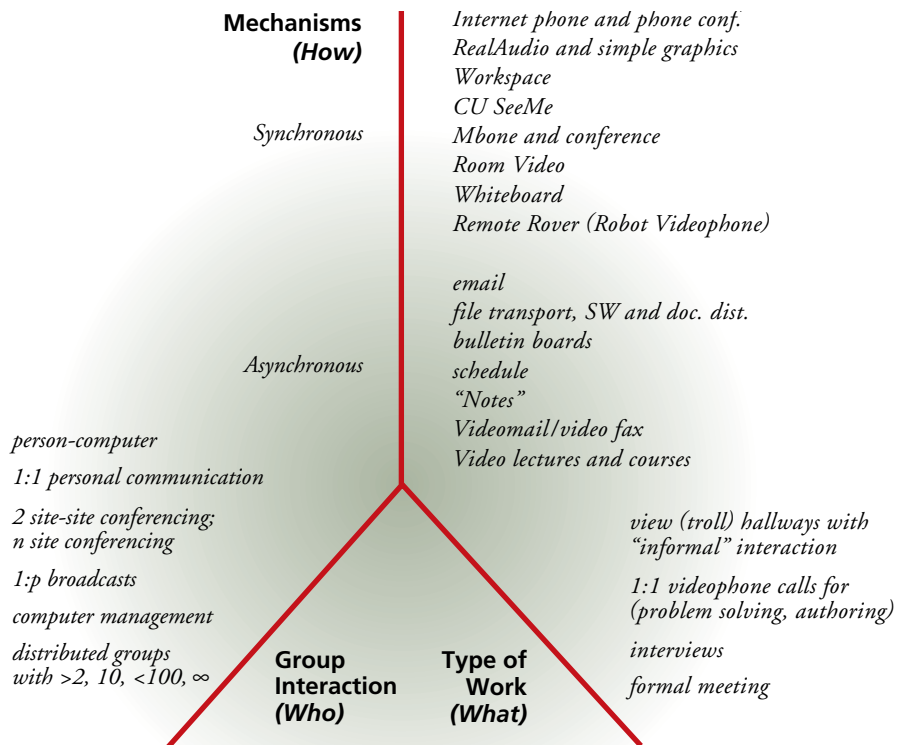 Mechanisms
(How)
Internet phone and phone conf.
RealAudio and simple graphics
Workspace
CU SeeMe
Synchronous
Mbone and conference
Room Video
Whiteboard
Remote Rover (Robot Videophone)
email
file transport, SW and doc. dist.
bulletin boards
Asynchronous
schedule
“Notes”
Videomail/video fax
Video lectures and courses
person-computer
1:1 personal communication
2 site-site conferencing;
n site conferencing
1:p broadcasts
computer management
distributed groups
with >2, 10, <100, ∞
Group
Interaction
(Who)
Type of
Work
(What)
view (troll) hallways with
“informal” interaction
1:1 videophone calls for
(problem solving, authoring)
interviews
formal meeting